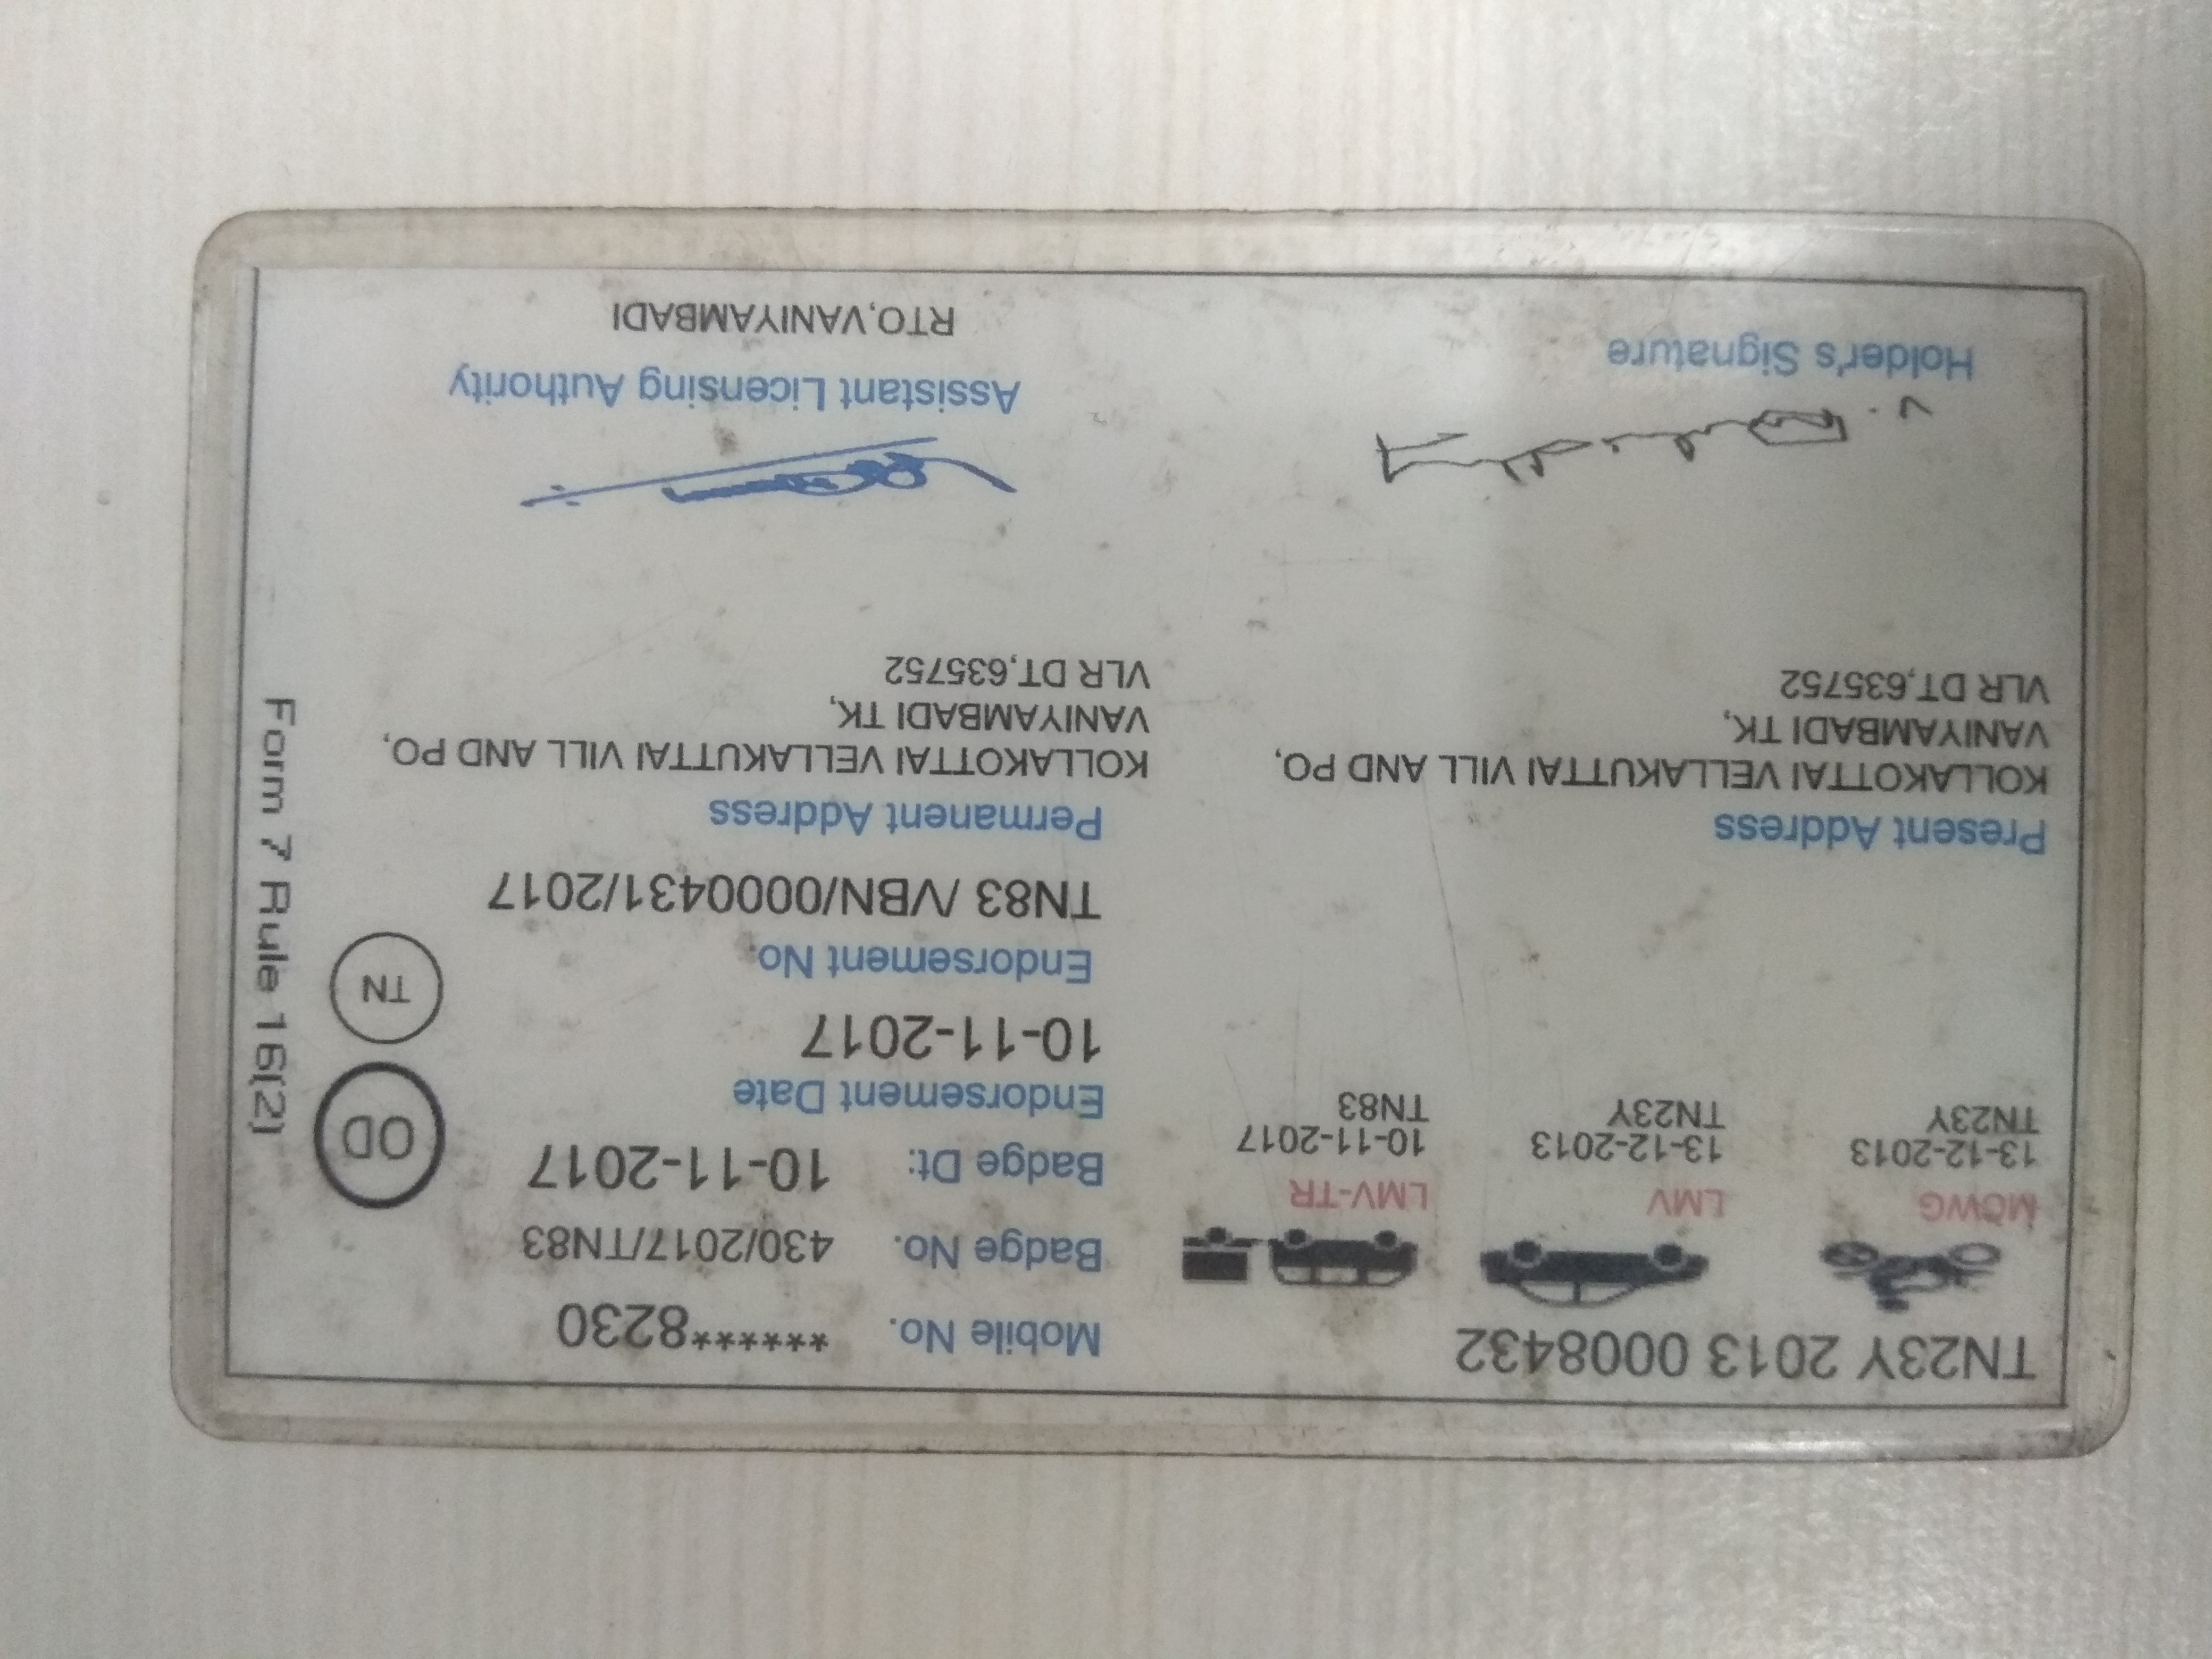 TN23Y 2013 0008432
MCWG
13-12-2013
TN23Y
LMV
13-12-2013
TN23Y
LMV-TR
10-11-2017
TN83
Mobile No. ******8230
Badge No. 430/2017/TN83
Badge Dt: 10-11-2017
Endorsement Date
10-11-2017
Endorsement No.
TN83 /VBN/0000431/2017
OD
TN
Form 7 Rule 16(2)
Present Address
KOLLAKOTTAI VELLAKUTTAI VILL AND PO,
VANIYAMBADI TK,
VLR DT,635752
Permanent Address
KOLLAKOTTAI VELLAKUTTAI VILL AND PO,
VANIYAMBADI TK,
VLR DT,635752
Holder's Signature
Assistant Licensing Authority
RTO,VANIYAMBADI